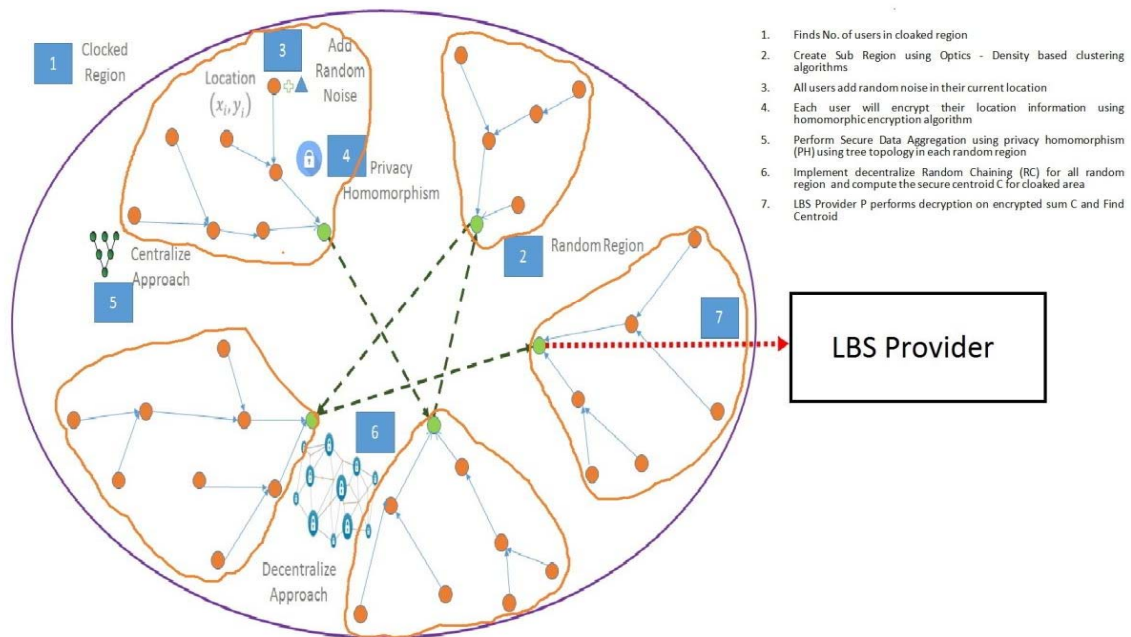 1
Clocked
Region
3
Add
Random
Noise
Location
(xᵢ, yᵢ)
4
Privacy
Homomorphism
2
Random Region
Centralize
Approach
5
7
LBS Provider
6
Decentralize
Approach
1. Finds No. of users in cloaked region
2. Create Sub Region using Optics - Density based clustering
algorithms
3. All users add random noise in their current location
4. Each user will encrypt their location information using
homomorphic encryption algorithm
5. Perform Secure Data Aggregation using privacy homomorphism
(PH) using tree topology in each random region
6. Implement decentralize Random Chaining (RC) for all random
region and compute the secure centroid C for cloaked area
7. LBS Provider P performs decryption on encrypted sum C and Find
Centroid